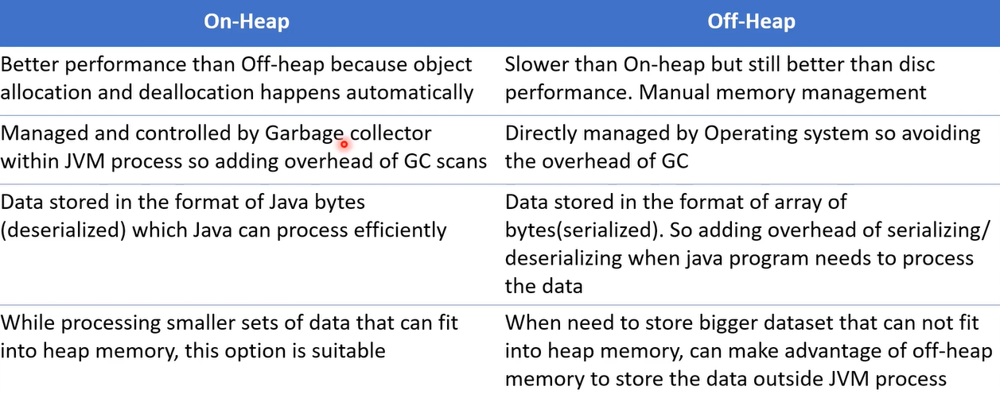 On-Heap
Off-Heap
Better performance than Off-heap because object
allocation and deallocation happens automatically
Slower than On-heap but still better than disc
performance. Manual memory management
Managed and controlled by Garbage collector
within JVM process so adding overhead of GC scans
Directly managed by Operating system so avoiding
the overhead of GC
Data stored in the format of Java bytes
(deserialized) which Java can process efficiently
Data stored in the format of array of
bytes(serialized). So adding overhead of serializing/
deserializing when java program needs to process
the data
While processing smaller sets of data that can fit
into heap memory, this option is suitable
When need to store bigger dataset that can not fit
into heap memory, can make advantage of off-heap
memory to store the data outside JVM process